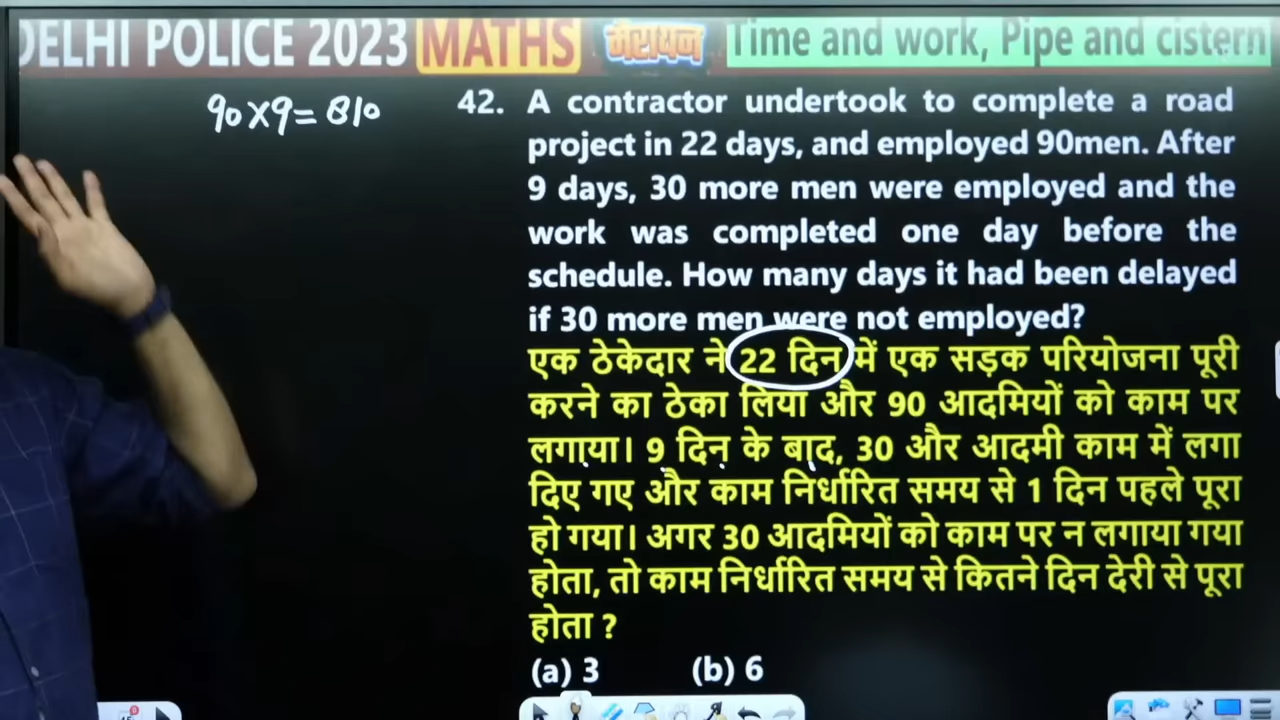 DELHI POLICE 2023 MATHS मैराथन Time and work, Pipe and cistern
90×9=810
42. A contractor undertook to complete a road
project in 22 days, and employed 90men. After
9 days, 30 more men were employed and the
work was completed one day before the
schedule. How many days it had been delayed
if 30 more men were not employed?
एक ठेकेदार ने 22 दिन में एक सड़क परियोजना पूरी
करने का ठेका लिया और 90 आदमियों को काम पर
लगाया। 9 दिन के बाद, 30 और आदमी काम में लगा
दिए गए और काम निर्धारित समय से 1 दिन पहले पूरा
हो गया। अगर 30 आदमियों को काम पर न लगाया गया
होता, तो काम निर्धारित समय से कितने दिन देरी से पूरा
होता ?
(a) 3 (b) 6